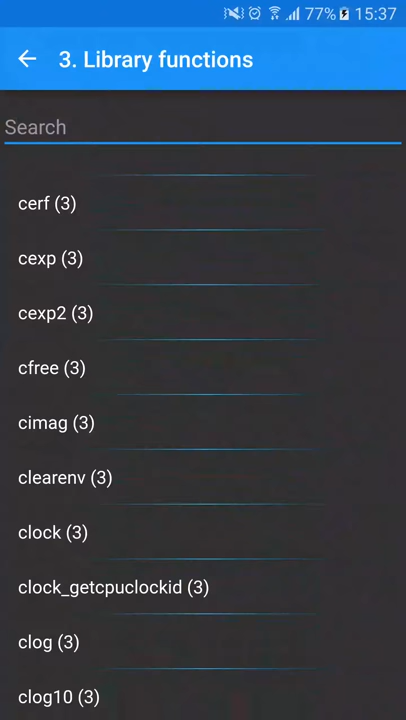 77% 15:37
3. Library functions
Search
cerf (3)
cexp (3)
cexp2 (3)
cfree (3)
cimag (3)
clearenv (3)
clock (3)
clock_getcpuclockid (3)
clog (3)
clog10 (3)